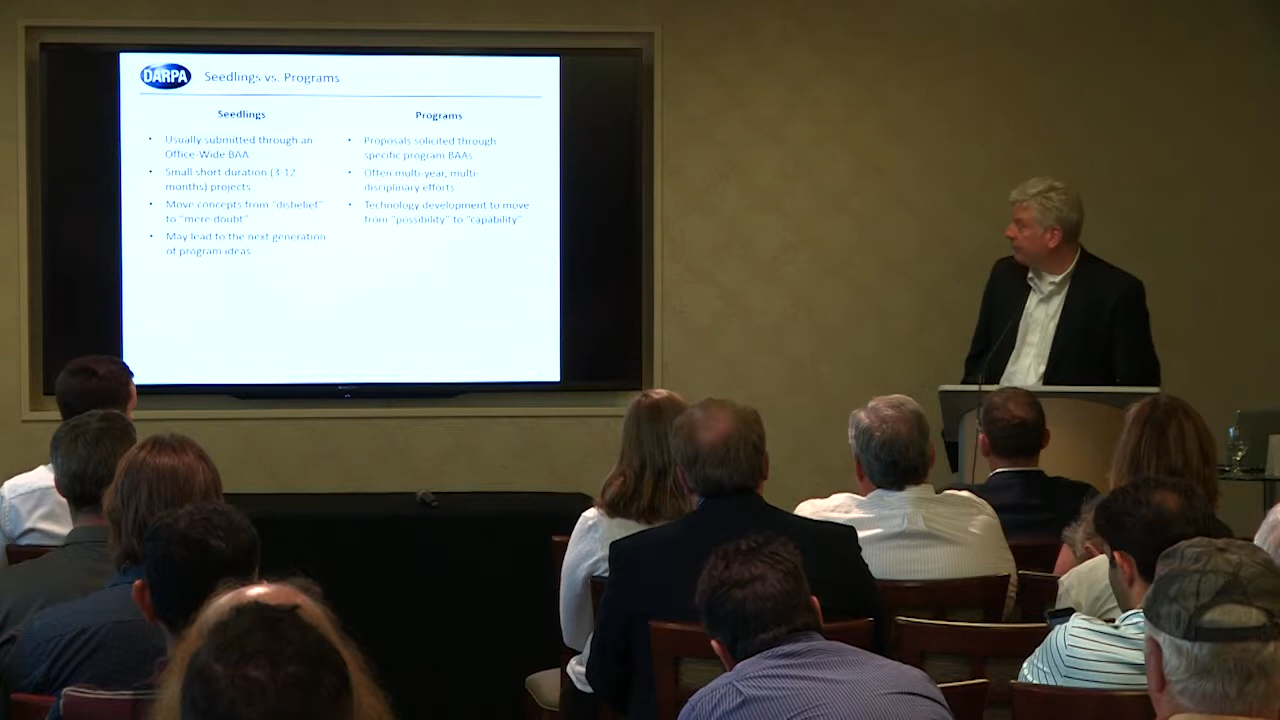 DARPA
Seedlings vs. Programs
Seedlings
• Usually submitted through an
Office-Wide BAA
• Small short duration (3-12
months) projects
• Move concepts from "disbelief"
to "mere doubt"
• May lead to the next generation
of program ideas
Programs
• Proposals solicited through
specific program BAAs
• Often multi-year, multi-
disciplinary efforts
• Technology development to move
from "possibility" to "capability"